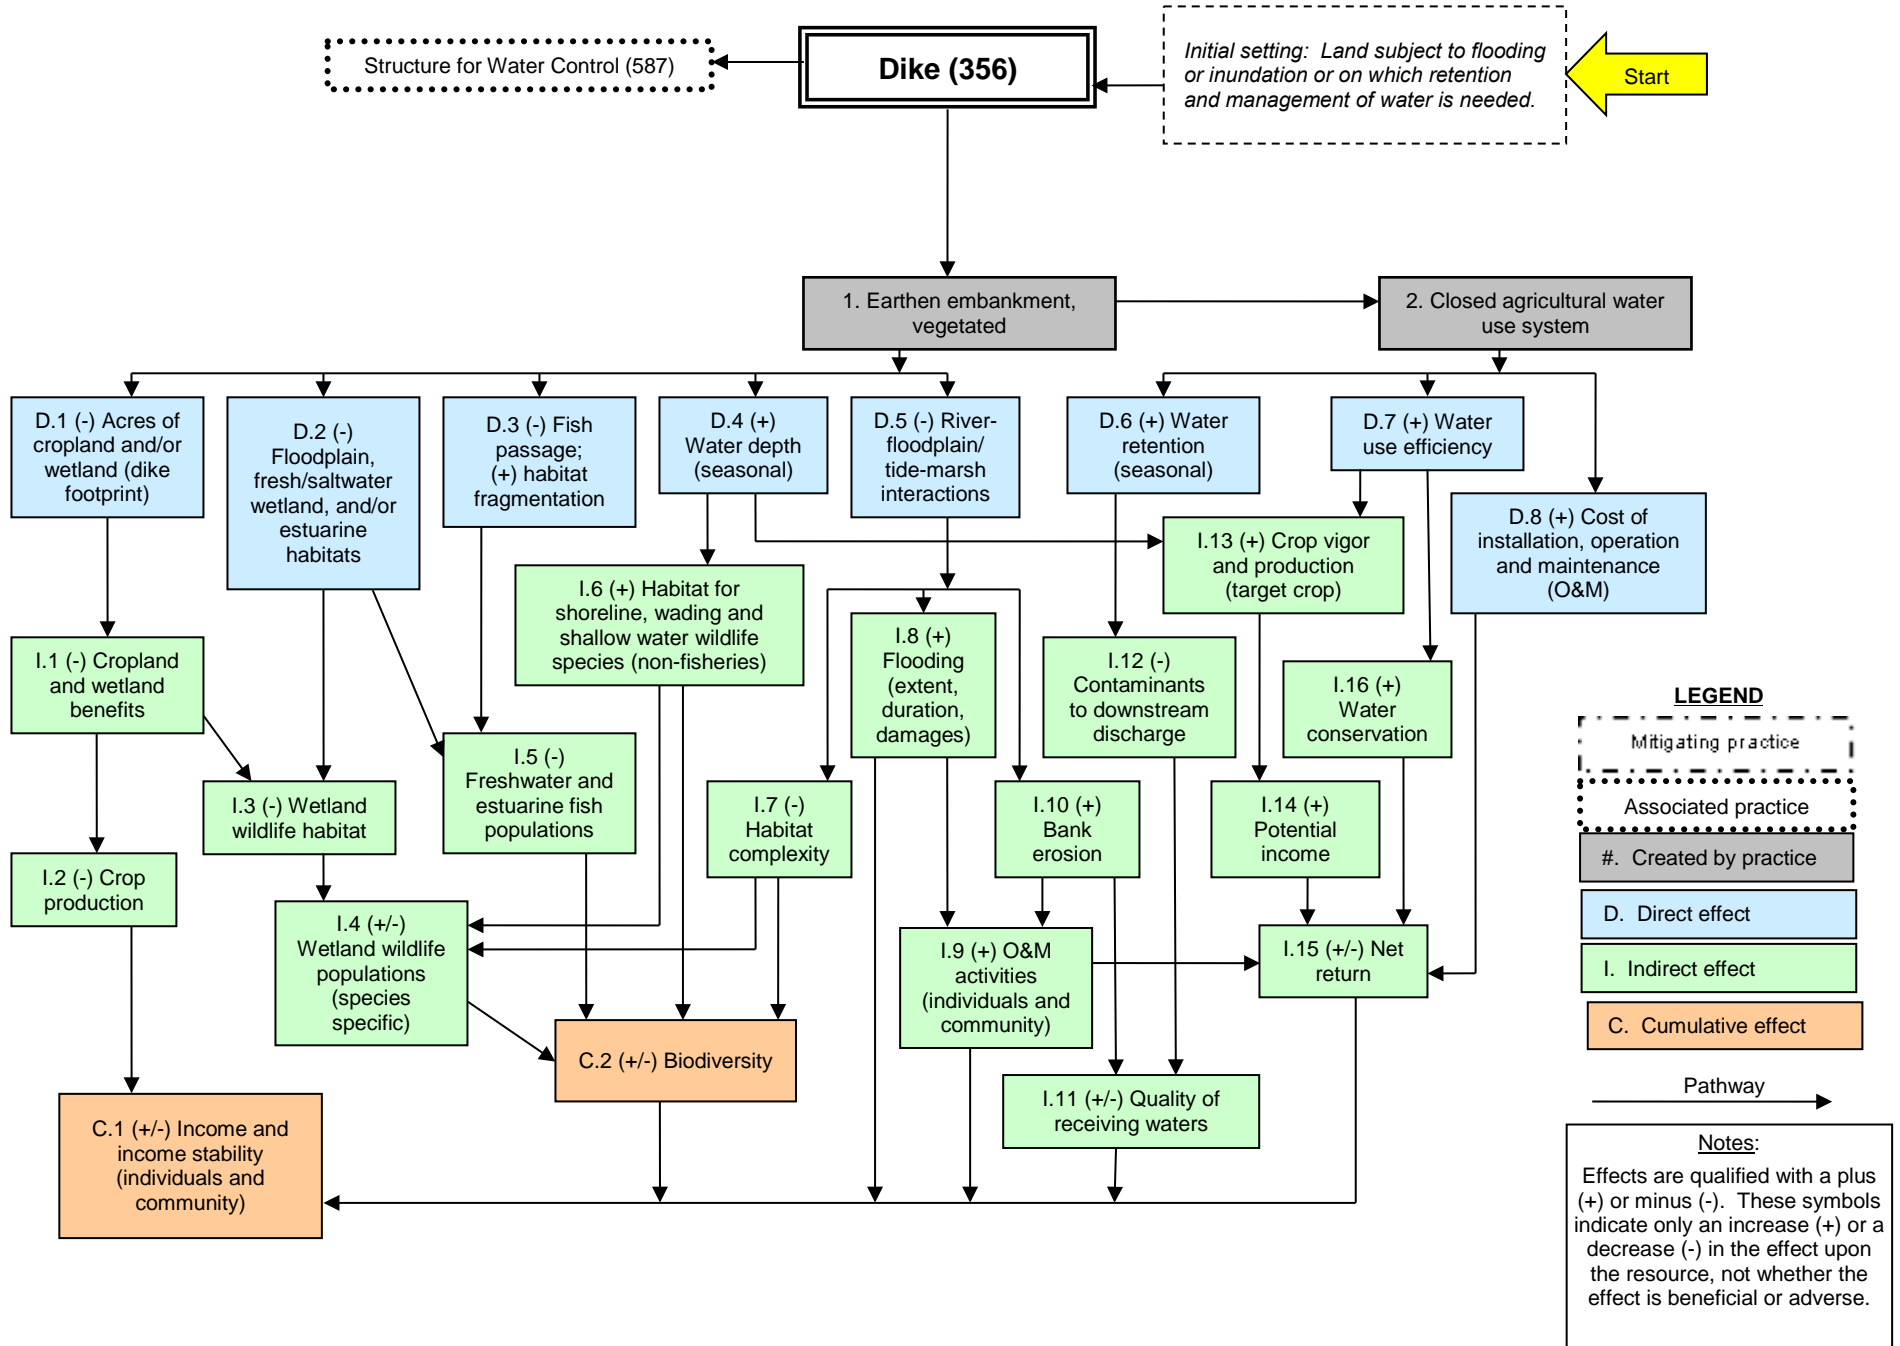 Structure for Water Control (587)
Dike (356)
Initial setting:  Land subject to flooding
or inundation or on which retention
and management of water is needed.
Start
1. Earthen embankment,
vegetated
2. Closed agricultural water
use system
D.1 (-) Acres of
cropland and/or
wetland (dike
footprint)
D.2 (-)
Floodplain,
fresh/saltwater
wetland, and/or
estuarine
habitats
D.3 (-) Fish
passage;
(+) habitat
fragmentation
D.4 (+)
Water depth
(seasonal)
D.5 (-) River-
floodplain/
tide-marsh
interactions
D.6 (+) Water
retention
(seasonal)
D.7 (+) Water
use efficiency
D.8 (+) Cost of
installation, operation
and maintenance
(O&M)
I.13 (+) Crop vigor
and production
(target crop)
I.6 (+) Habitat for
shoreline, wading and
shallow water wildlife
species (non-fisheries)
I.8 (+)
Flooding
(extent,
duration,
damages)
I.1 (-) Cropland
and wetland
benefits
I.12 (-)
Contaminants
to downstream
discharge
I.16 (+)
Water
conservation
I.5 (-)
Freshwater and
estuarine fish
populations
I.3 (-) Wetland
wildlife habitat
I.7 (-)
Habitat
complexity
I.10 (+)
Bank
erosion
I.14 (+)
Potential
income
I.2 (-) Crop
production
I.4 (+/-)
Wetland wildlife
populations
(species
specific)
I.9 (+) O&M
activities
(individuals and
community)
I.15 (+/-) Net
return
C.2 (+/-) Biodiversity
I.11 (+/-) Quality of
receiving waters
C.1 (+/-) Income and
income stability
(individuals and
community)
LEGEND
Mitigating practice
Associated practice
#.  Created by practice
D.  Direct effect
I.  Indirect effect
C.  Cumulative effect
Pathway
Notes:
Effects are qualified with a plus
(+) or minus (-).  These symbols
indicate only an increase (+) or a
decrease (-) in the effect upon
the resource, not whether the
effect is beneficial or adverse.